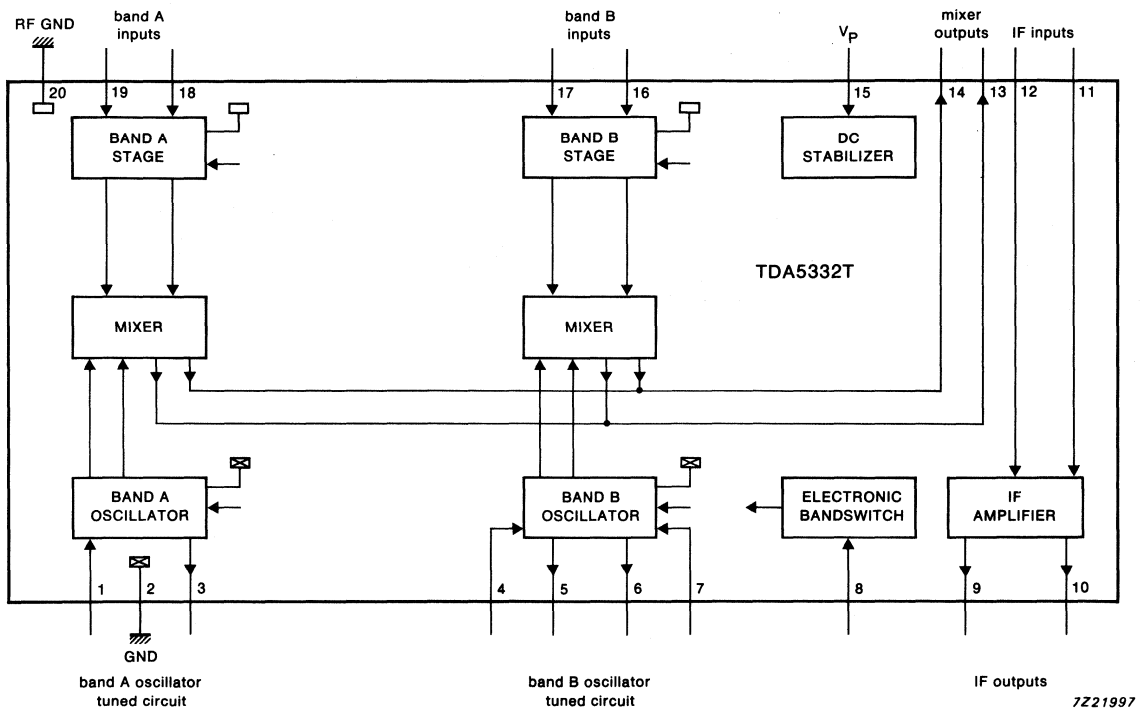 RF GND
band A
inputs
band B
inputs
VP
mixer
outputs
IF inputs
20
19
18
17
16
15
14
13
12
11
BAND A
STAGE
BAND B
STAGE
DC
STABILIZER
TDA5332T
MIXER
MIXER
BAND A
OSCILLATOR
BAND B
OSCILLATOR
ELECTRONIC
BANDSWITCH
IF
AMPLIFIER
1
2
3
4
5
6
7
8
9
10
GND
band A oscillator
tuned circuit
band B oscillator
tuned circuit
IF outputs
7Z21997